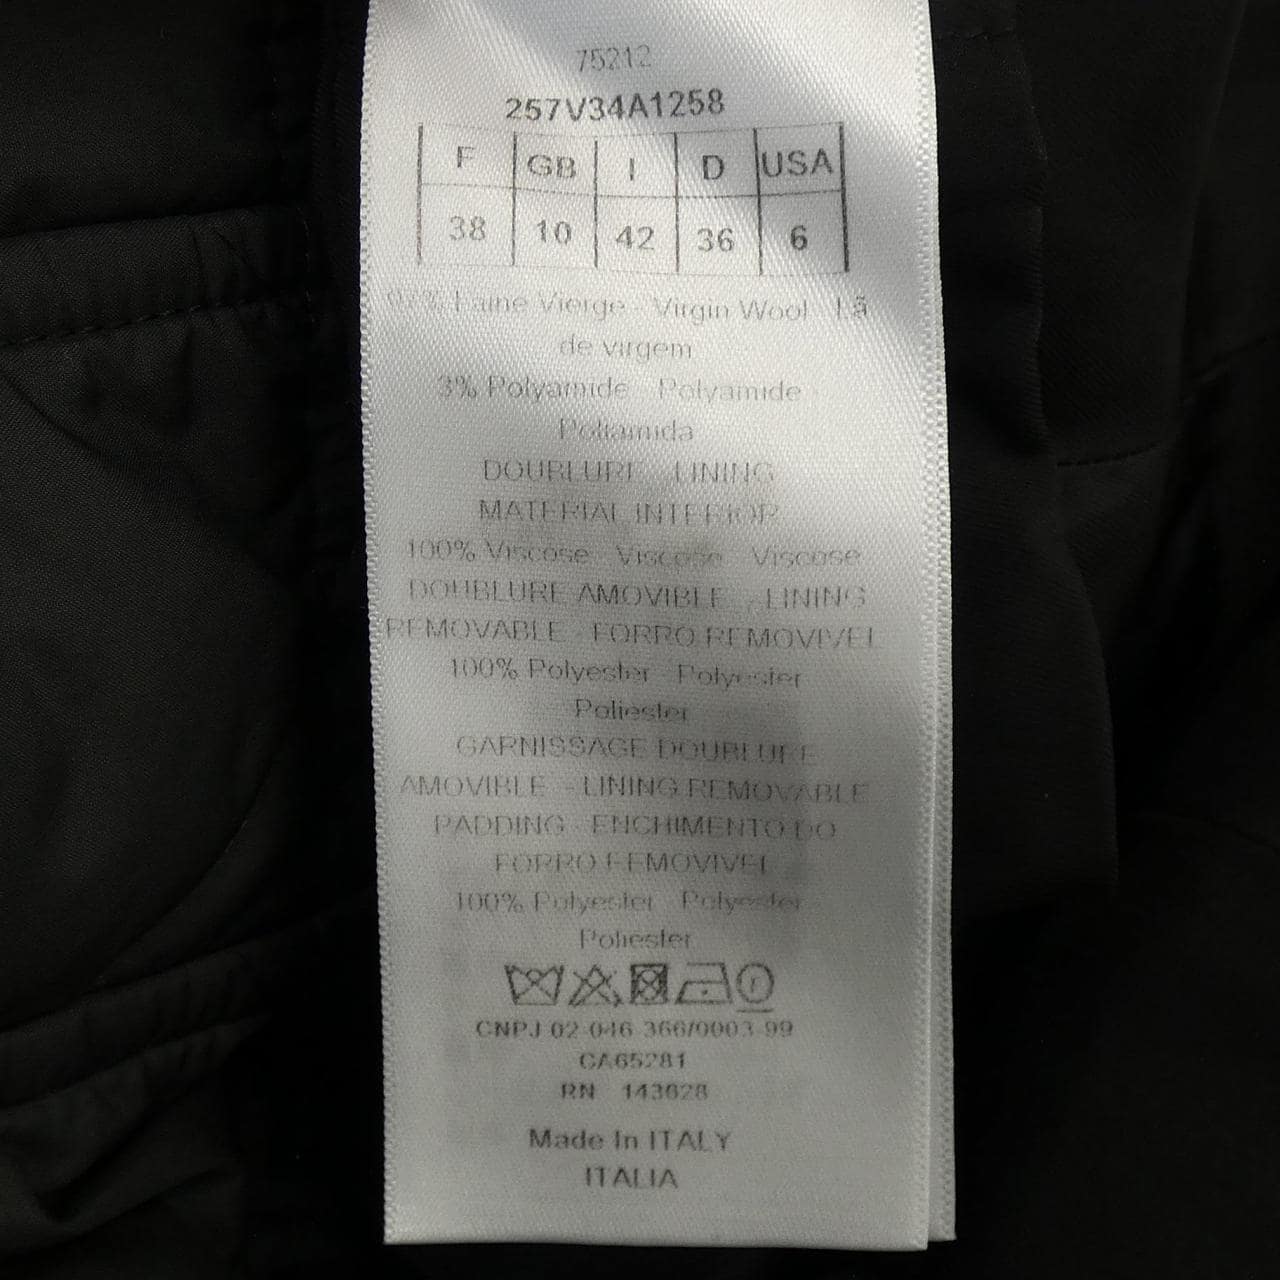 75212
257V34A1258
F GB I D USA
38 10 42 36 6
97% Laine Vierge - Virgin Wool Lã
de virgem
3% Polyamide - Polyamide
Poliamida
DOUBLURE - LINING
MATERIAL INTERIOR
100% Viscose - Viscose Viscose
DOUBLURE AMOVIBLE - LINING
REMOVABLE - FORRO REMOVIVEL
100% Polyester - Polyester
Poliester
GARNISSAGE DOUBLURE
AMOVIBLE - LINING REMOVABLE
PADDING - ENCHIMENTO DO
FORRO REMOVIVEL
100% Polyester - Polyester
Poliester
CNPJ 02-046-366/0003-99
CA65281
RN 143628
Made In ITALY
ITALIA